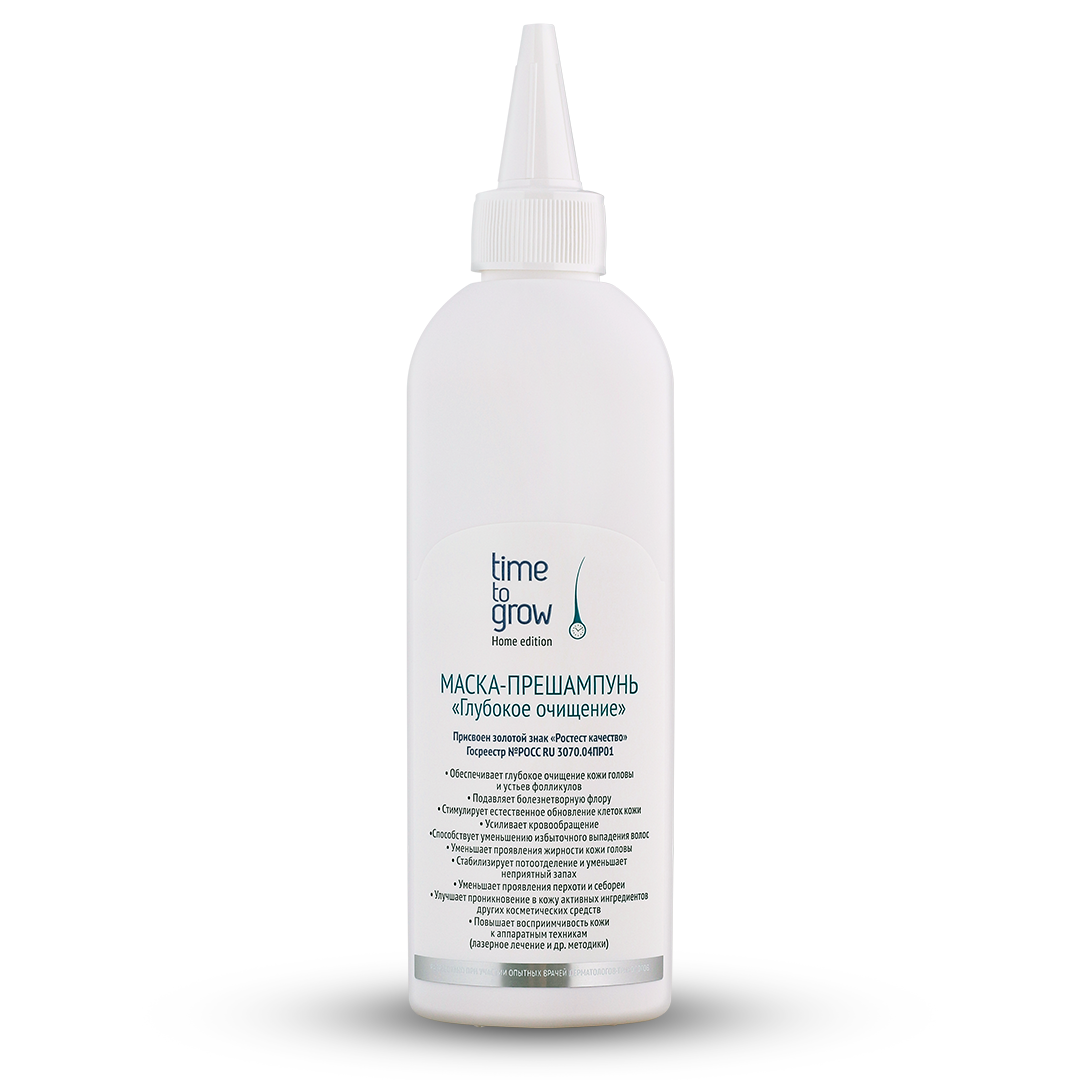 time
to
grow
Home edition
МАСКА-ПРЕШАМПУНЬ
«Глубокое очищение»
Присвоен золотой знак «Ростест качество»
Госреестр №РОСС RU 3070.04ПР01
• Обеспечивает глубокое очищение кожи головы
и устьев фолликулов
• Подавляет болезнетворную флору
• Стимулирует естественное обновление клеток кожи
• Усиливает кровообращение
•Способствует уменьшению избыточного выпадения волос
• Уменьшает проявления жирности кожи головы
• Стабилизирует потоотделение и уменьшает
неприятный запах
• Уменьшает проявления перхоти и себореи
• Улучшает проникновение в кожу активных ингредиентов
других косметических средств
• Повышает восприимчивость кожи
к аппаратным техникам
(лазерное лечение и др. методики)
ОПЫТНЫХ ВРАЧЕЙ